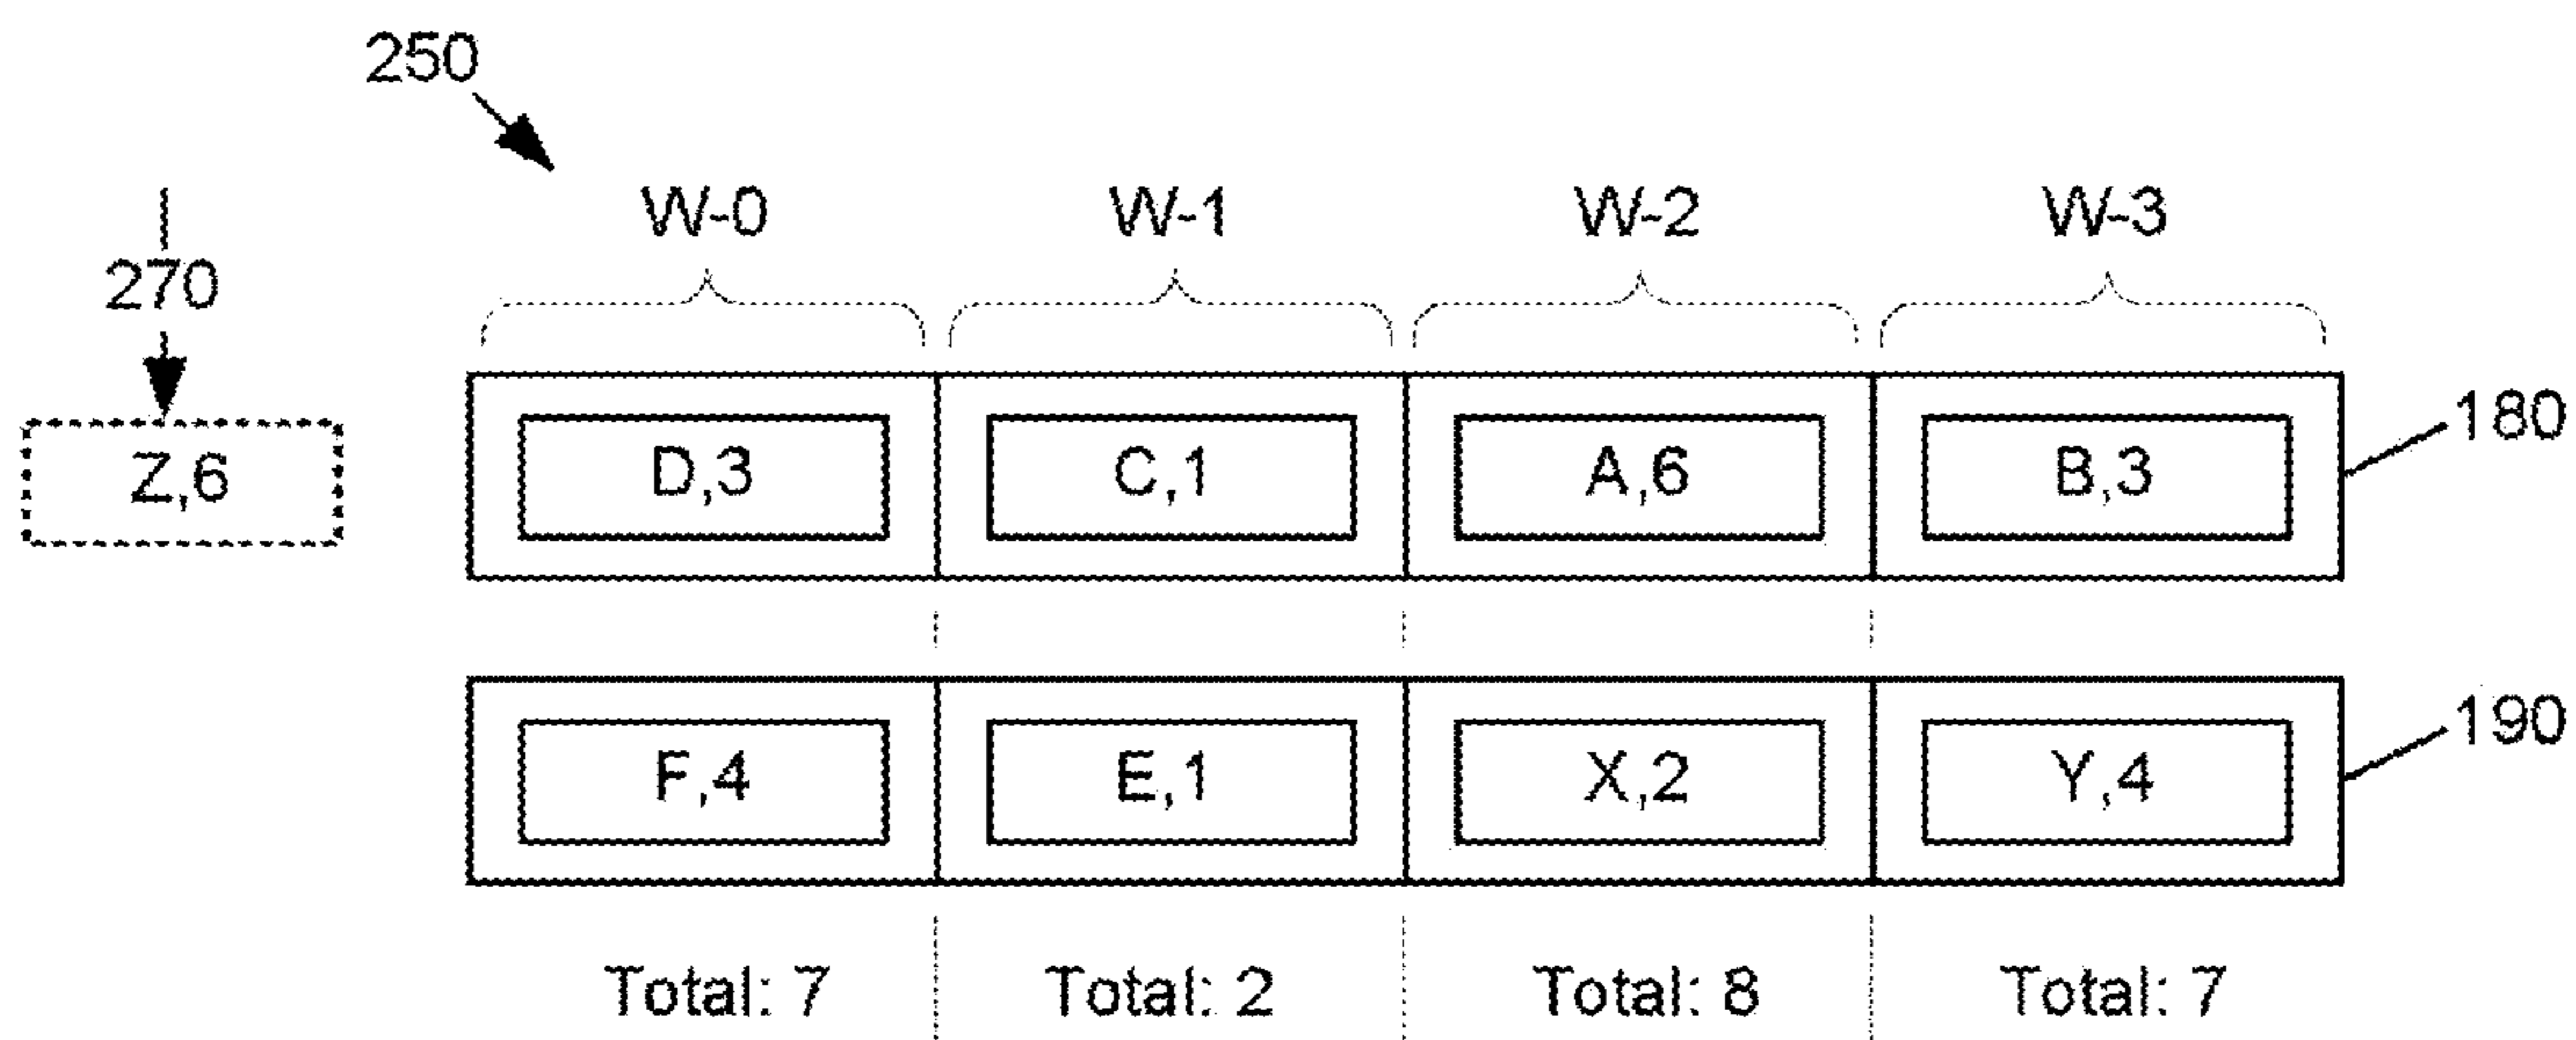 250
W-0 W-1 W-2 W-3
270
Z,6 D,3 C,1 A,6 B,3 180
F,4 E,1 X,2 Y,4 190
Total: 7 Total: 2 Total: 8 Total: 7